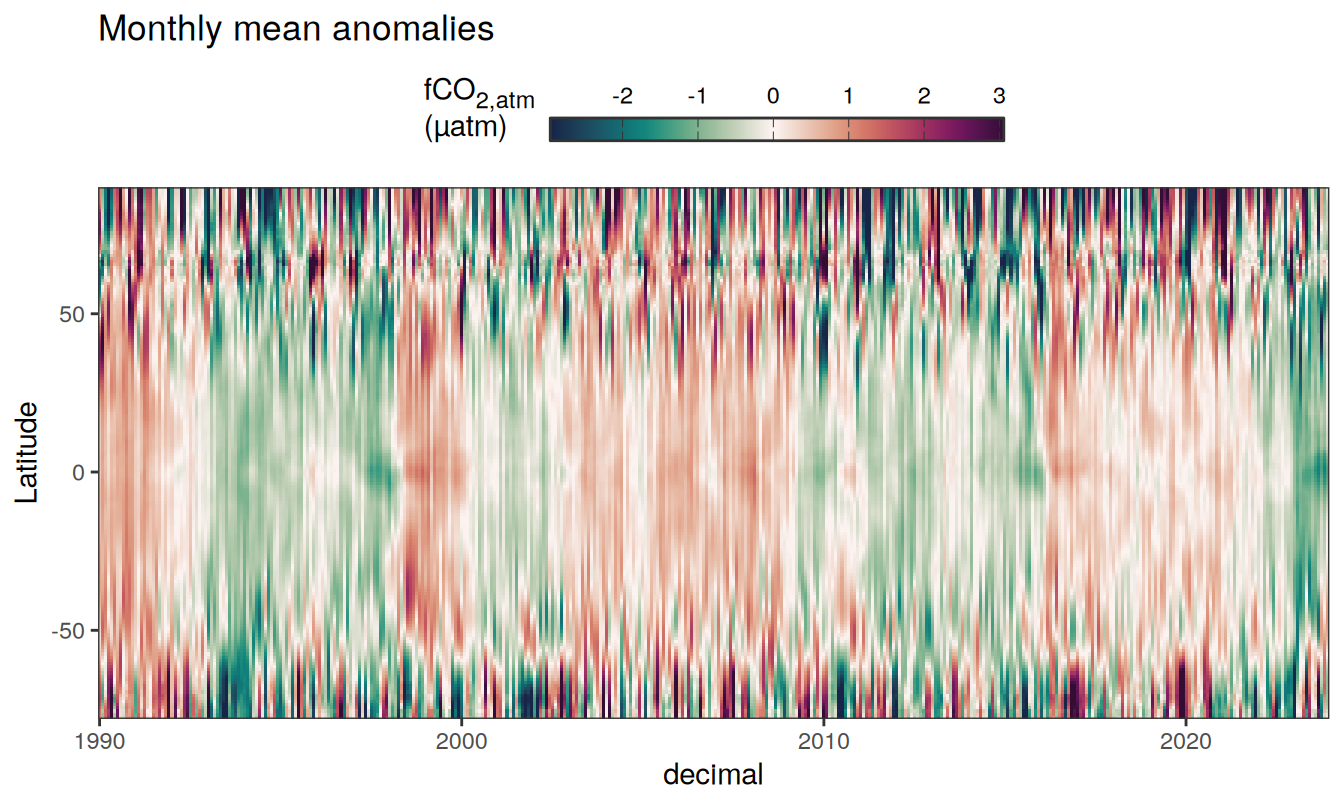 Monthly mean anomalies
fCO2,atm
(µatm)
-2 -1 0 1 2 3
Latitude
50
0
-50
1990 2000 2010 2020
decimal